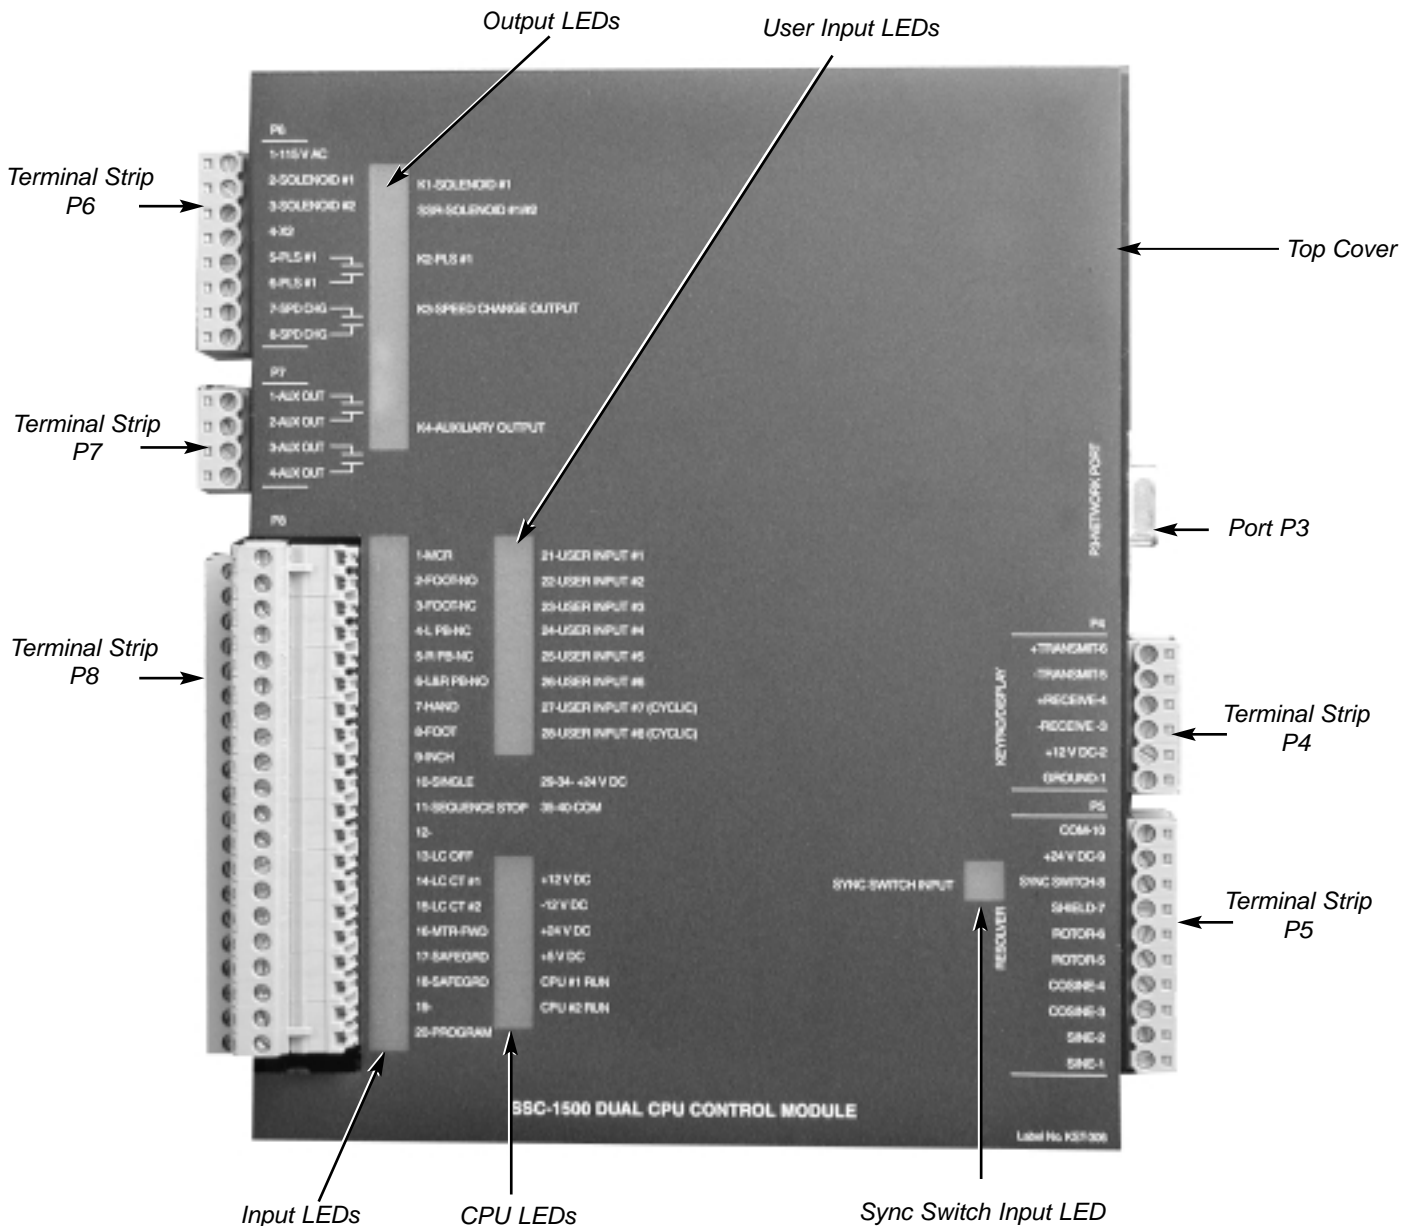 Output LEDs
User Input LEDs
Terminal Strip
P6
Top Cover
Terminal Strip
P7
Port P3
Terminal Strip
P8
Terminal Strip
P4
Terminal Strip
P5
Input LEDs
CPU LEDs
Sync Switch Input LED
P6
1-115 V AC
2-SOLENOID #1
3-SOLENOID #2
4-X2
5-PLS #1
6-PLS #1
7-SPD CHG
8-SPD CHG
K1-SOLENOID #1
SSR-SOLENOID #1/#2
K2-PLS #1
K3-SPEED CHANGE OUTPUT
K4-AUXILIARY OUTPUT
P7
1-AUX OUT
2-AUX OUT
3-AUX OUT
4-AUX OUT
P8
1-MCR
2-FOOT-NO
3-FOOT-NC
4-L PB-NC
5-R PB-NC
6-L&R PB-NO
7-HAND
8-FOOT
9-INCH
10-SINGLE
11-SEQUENCE STOP
12-
13-LC OFF
14-LC CT #1
15-LC CT #2
16-MTR-FWD
17-SAFEGRD
18-SAFEGRD
19-
20-PROGRAM
21-USER INPUT #1
22-USER INPUT #2
23-USER INPUT #3
24-USER INPUT #4
25-USER INPUT #5
26-USER INPUT #6
27-USER INPUT #7 (CYCLIC)
28-USER INPUT #8 (CYCLIC)
29-34- +24 V DC
35-40 COM
+12 V DC
-12 V DC
+24 V DC
+5 V DC
CPU #1 RUN
CPU #2 RUN
P3-NETWORK PORT
P4
+TRANSMIT-6
-TRANSMIT-5
+RECEIVE-4
-RECEIVE -3
+12 V DC-2
GROUND-1
KEYPAD/DISPLAY
P5
COM-10
+24 V DC-9
SYNC SWITCH-8
SHIELD-7
ROTOR-6
ROTOR-5
COSINE-4
COSINE-3
SINE-2
SINE-1
SYNC SWITCH INPUT
RESOLVER
SSC-1500 DUAL CPU CONTROL MODULE
Label No.